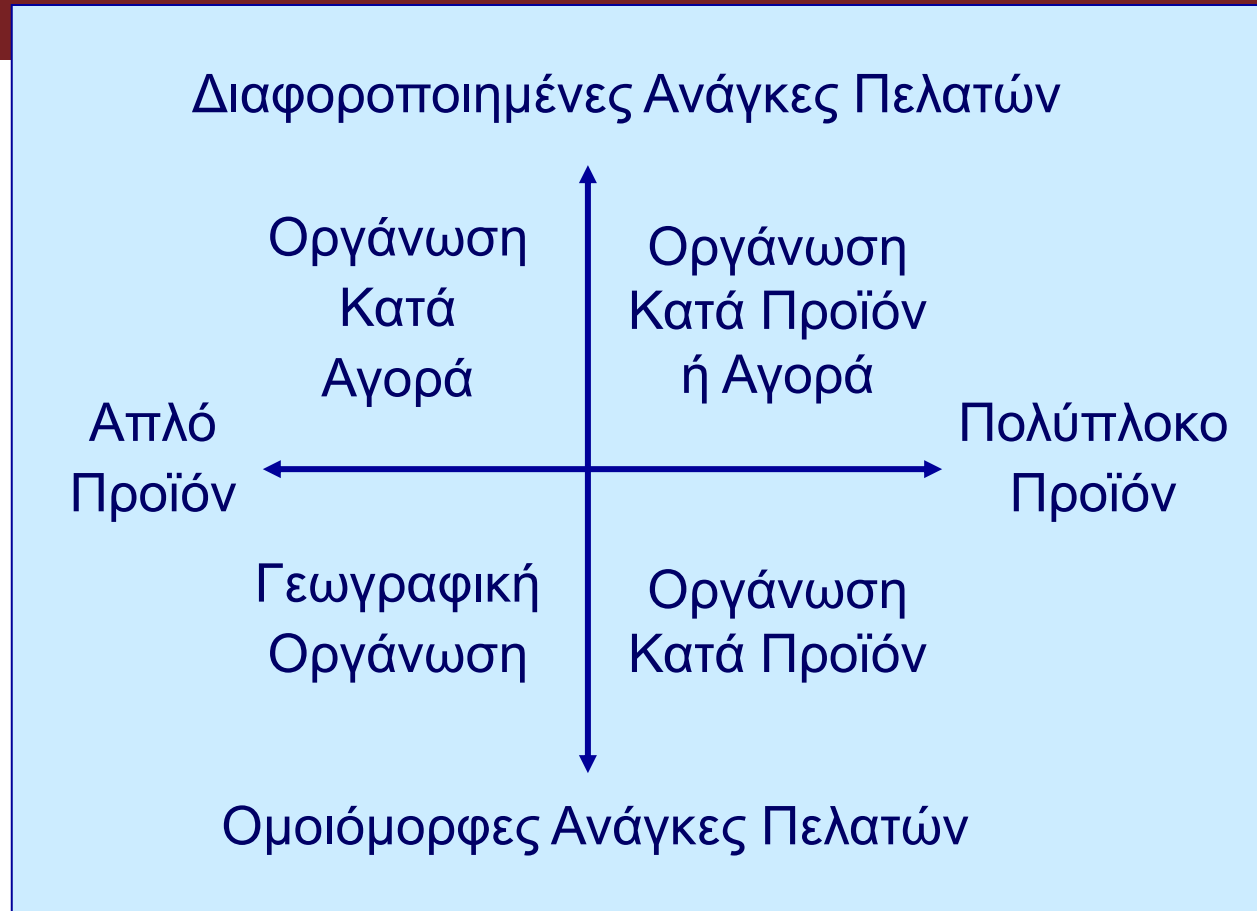 Διαφοροποιημένες Ανάγκες Πελατών
Οργάνωση
Κατά
Αγορά
Οργάνωση
Κατά Προϊόν
ή Αγορά
Απλό
Προϊόν
Πολύπλοκο
Προϊόν
Γεωγραφική
Οργάνωση
Οργάνωση
Κατά Προϊόν
Ομοιόμορφες Ανάγκες Πελατών